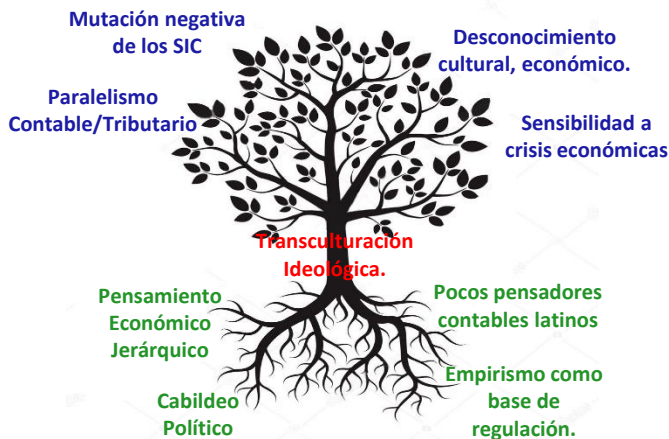 Mutación negativa
de los SIC
Desconocimiento
cultural, económico.
Paralelismo
Contable/Tributario
Sensibilidad a
crisis económicas
Transculturación
Ideológica.
Pensamiento
Económico
Jerárquico
Pocos pensadores
contables latinos
Cabildeo
Político
Empirismo como
base de
regulación.